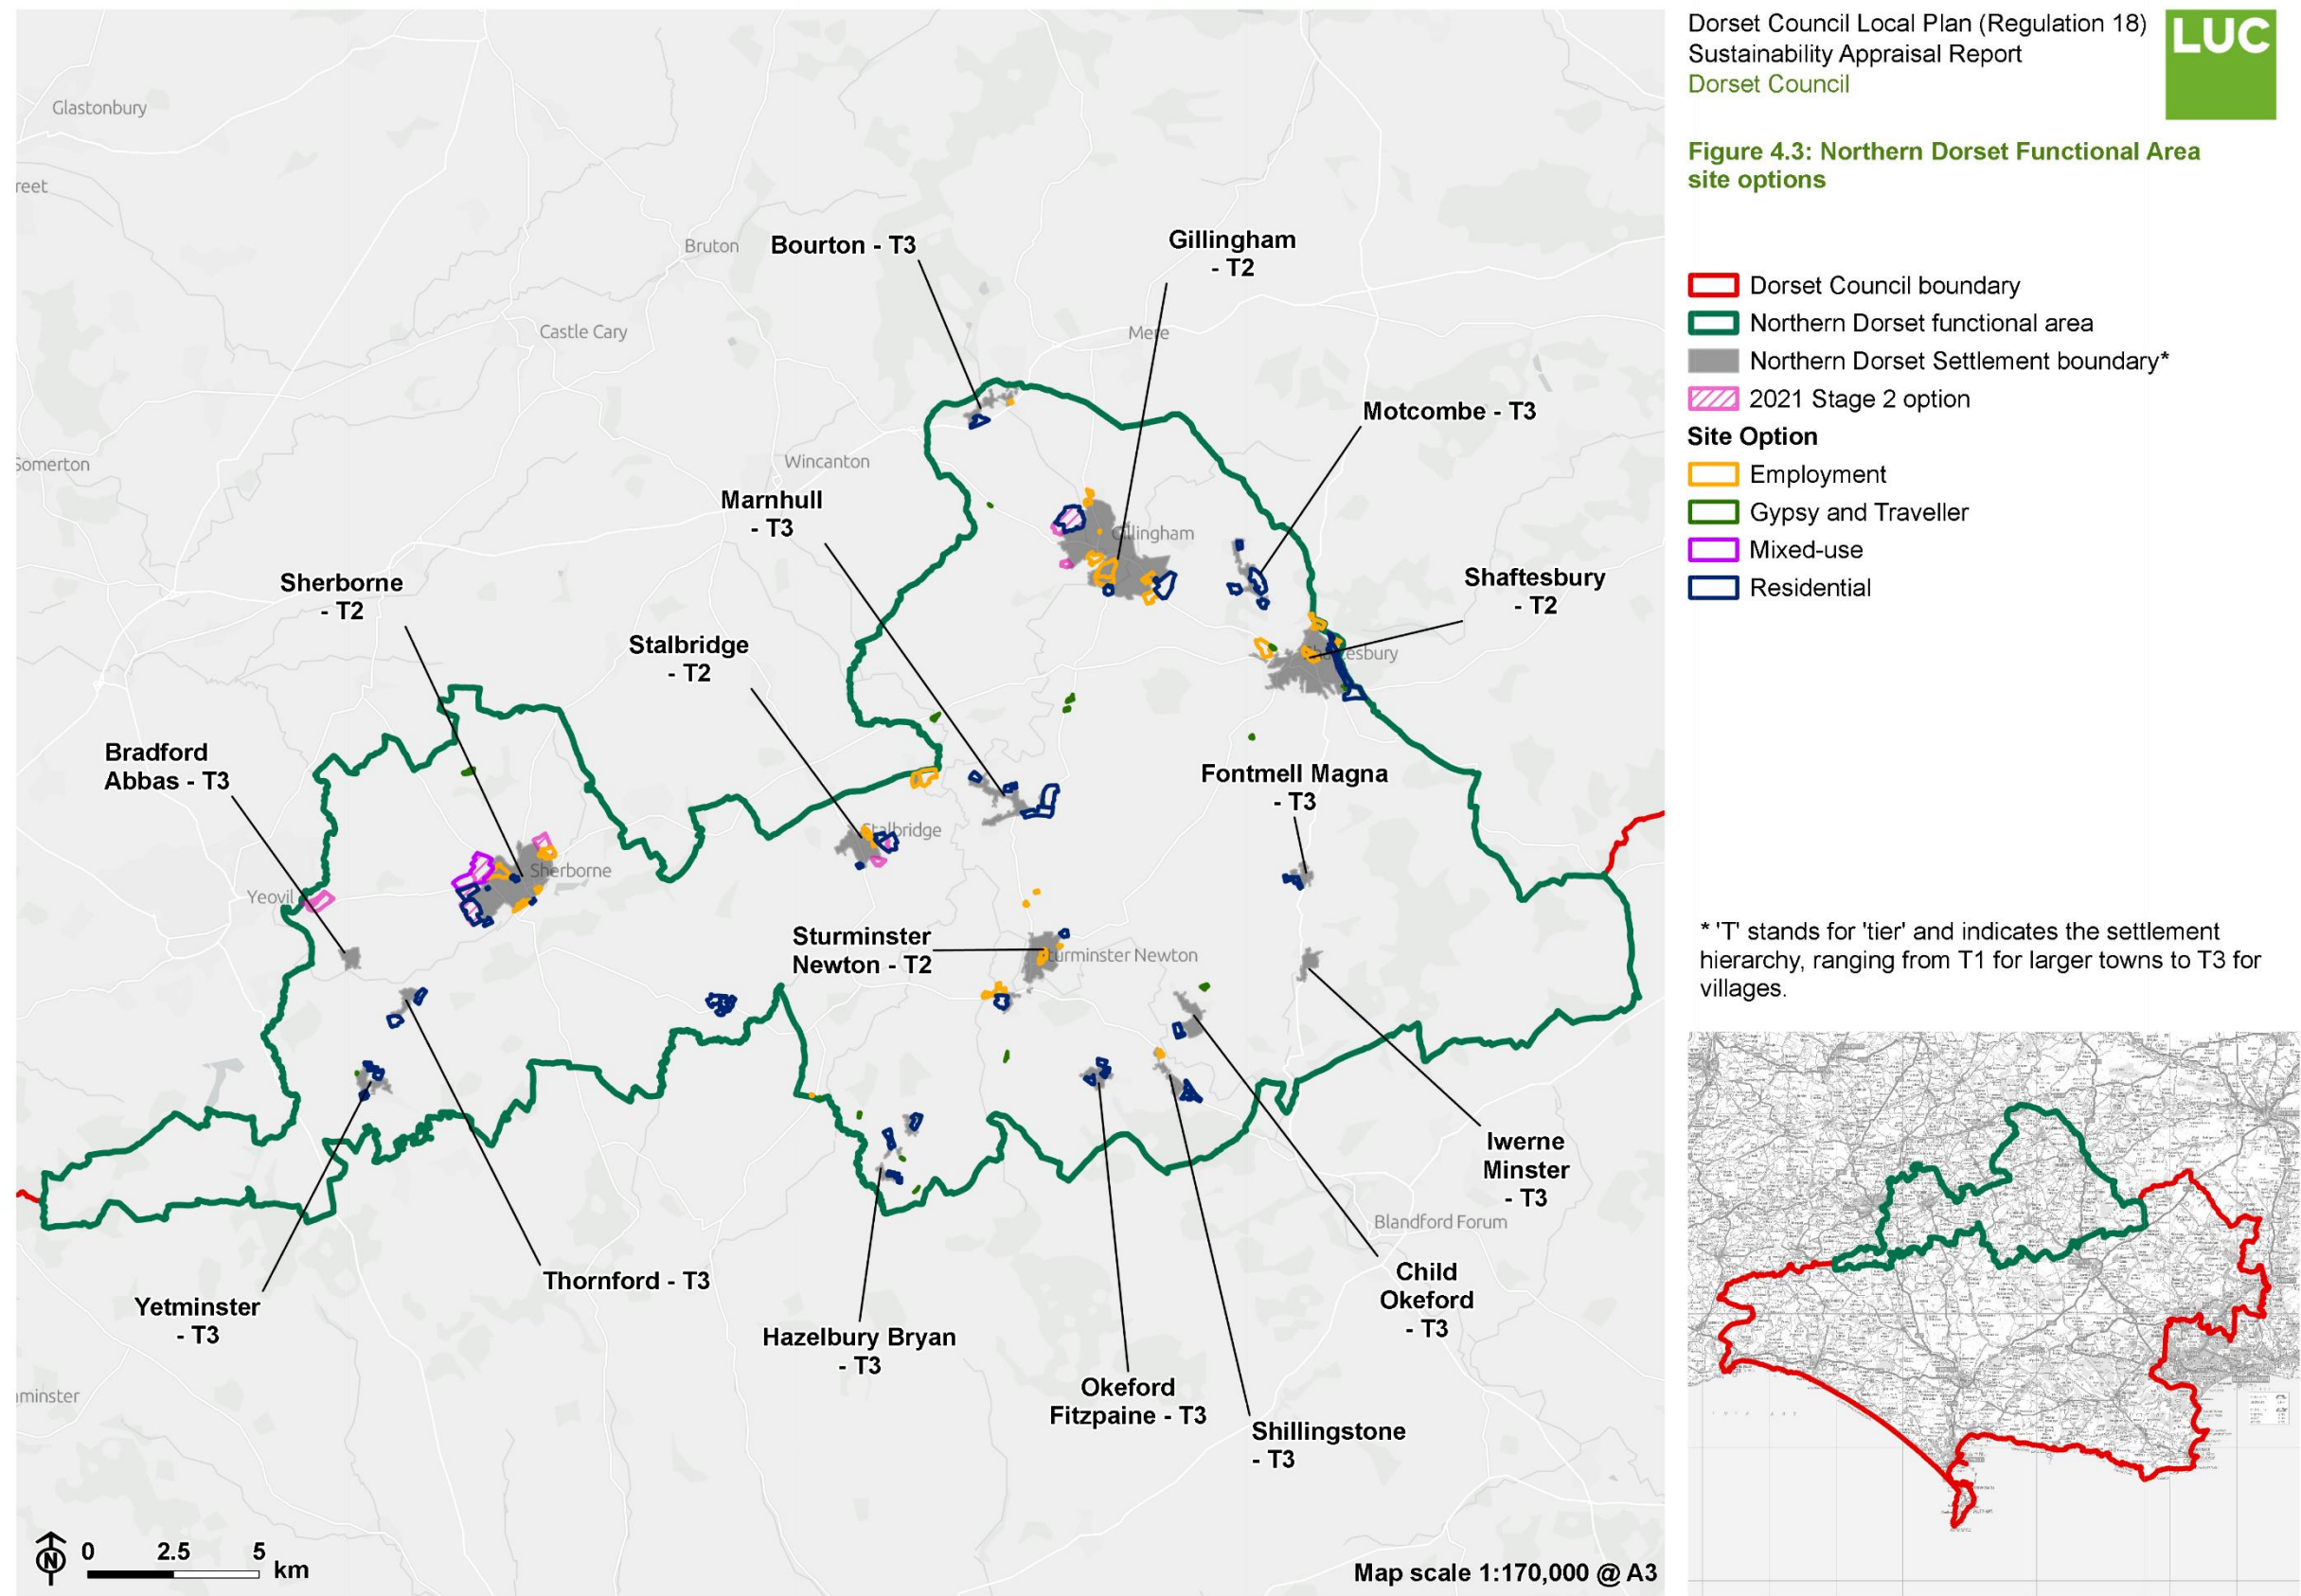 Dorset Council Local Plan (Regulation 18)
Sustainability Appraisal Report
Dorset Council
LUC
Figure 4.3: Northern Dorset Functional Area
site options
Dorset Council boundary
Northern Dorset functional area
Northern Dorset Settlement boundary*
2021 Stage 2 option
Site Option
Employment
Gypsy and Traveller
Mixed-use
Residential
* 'T' stands for 'tier' and indicates the settlement
hierarchy, ranging from T1 for larger towns to T3 for
villages.
Glastonbury
reet
Bruton
Bourton - T3
Gillingham
- T2
Castle Cary
Mere
Motcombe - T3
Somerton
Wincanton
Marnhull
- T3
Gillingham
Sherborne
- T2
Shaftesbury
- T2
Stalbridge
- T2
esbury
Bradford
Abbas - T3
Fontmell Magna
- T3
Stalbridge
Sherborne
Yeovil
Sturminster
Newton - T2
turminster Newton
Iwerne
Minster
- T3
Blandford Forum
Thornford - T3
Child
Okeford
- T3
Yetminster
- T3
Hazelbury Bryan
- T3
Okeford
Fitzpaine - T3
minster
Shillingstone
- T3
N
0 2.5 5
km
Map scale 1:170,000 @ A3